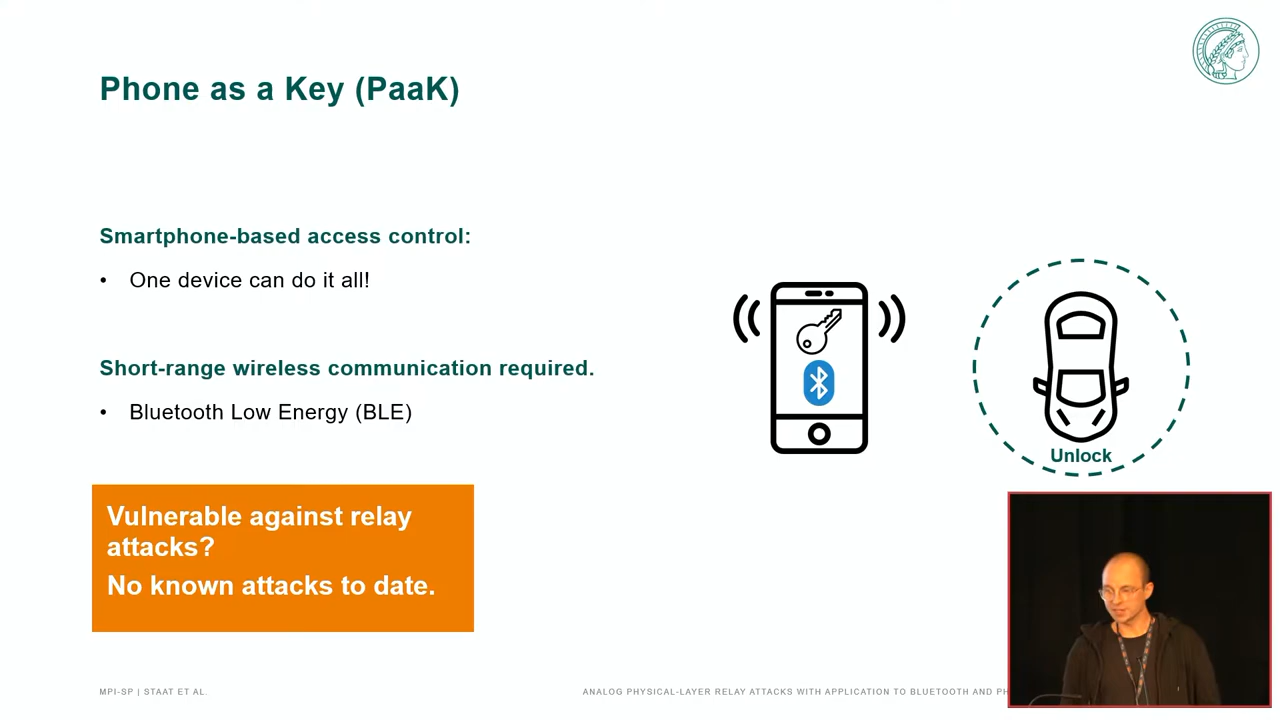 Phone as a Key (PaaK)
Smartphone-based access control:
• One device can do it all!
Short-range wireless communication required.
• Bluetooth Low Energy (BLE)
Vulnerable against relay
attacks?
No known attacks to date.
Unlock
MPI-SP | STAAT ET AL.
ANALOG PHYSICAL-LAYER RELAY ATTACKS WITH APPLICATION TO BLUETOOTH AND